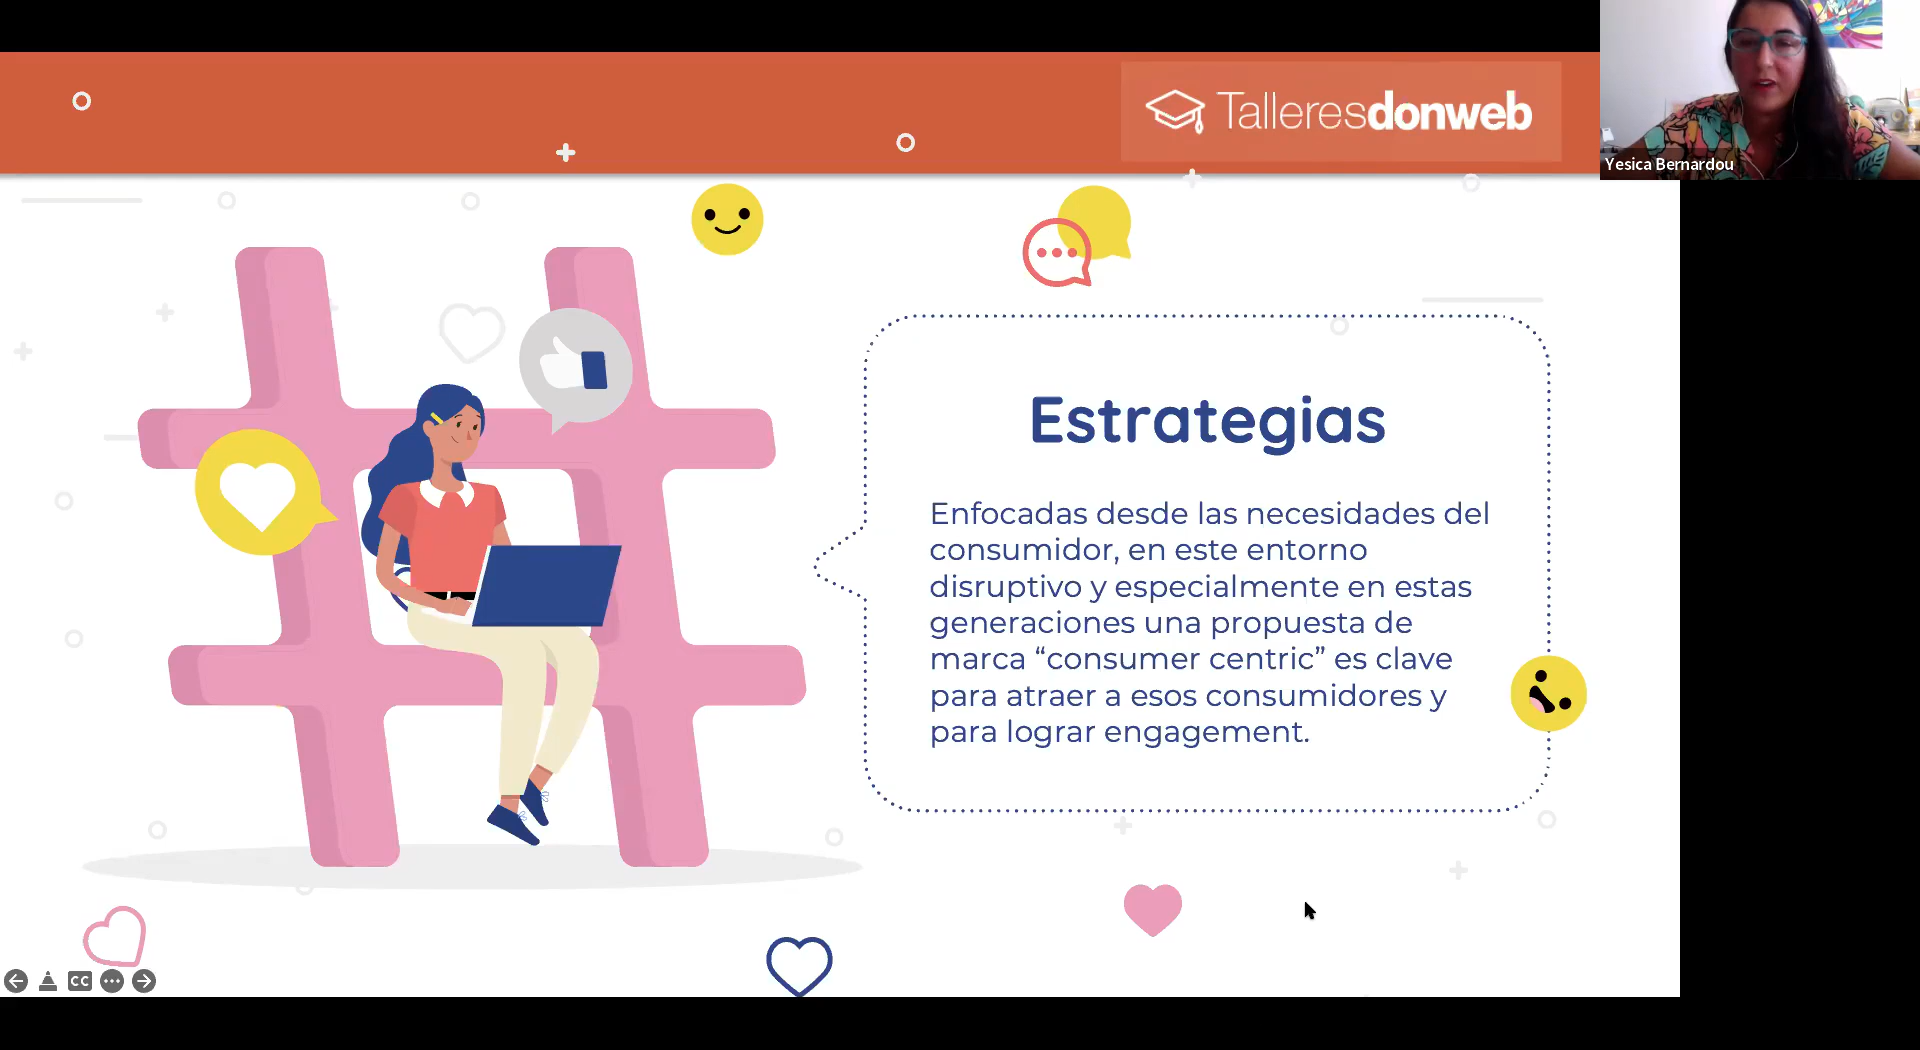 Talleresdonweb
Yesica Bernardou
Estrategias
Enfocadas desde las necesidades del
consumidor, en este entorno
disruptivo y especialmente en estas
generaciones una propuesta de
marca “consumer centric” es clave
para atraer a esos consumidores y
para lograr engagement.
CC